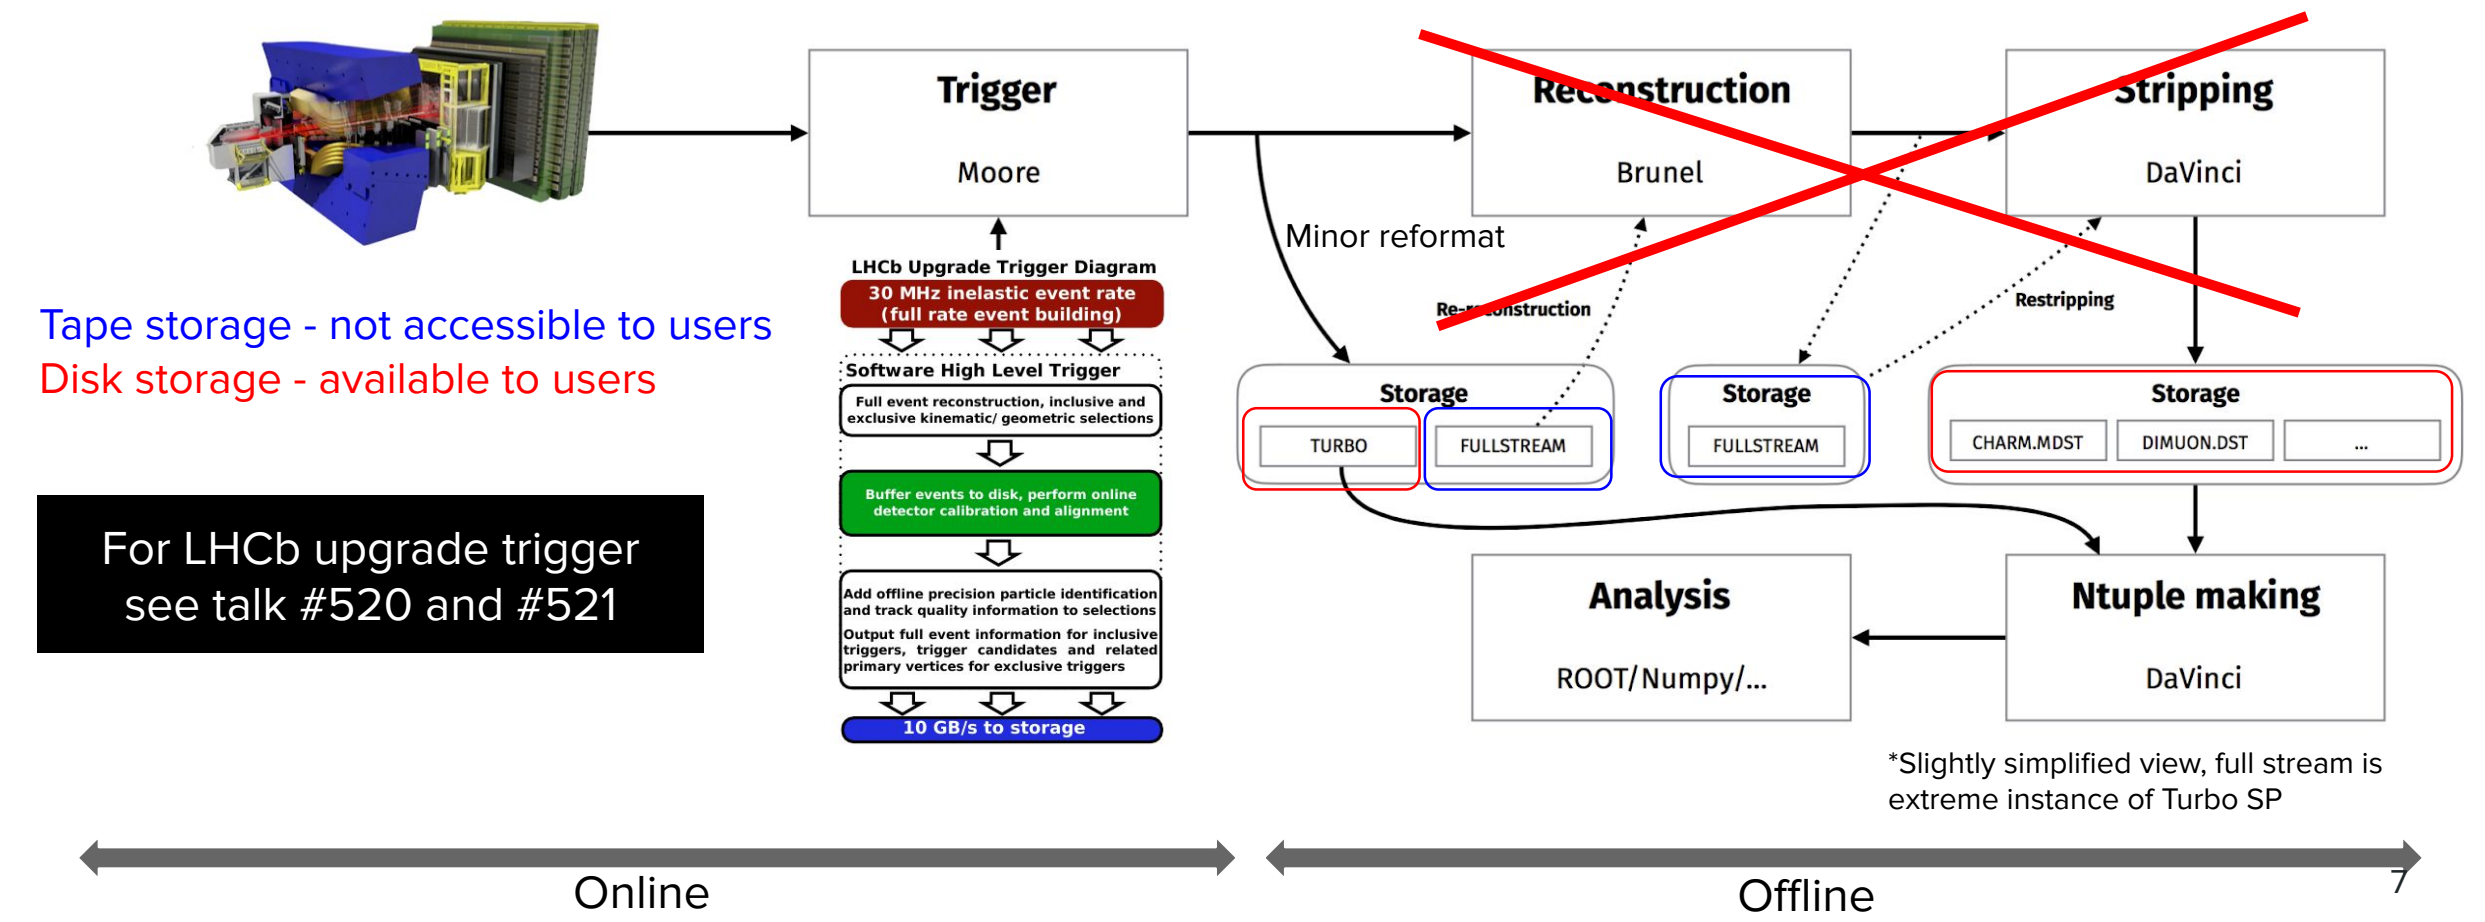 Trigger
Moore
Reconstruction
Brunel
Stripping
DaVinci
Minor reformat
LHCb Upgrade Trigger Diagram
30 MHz inelastic event rate
(full rate event building)
Software High Level Trigger
Full event reconstruction, inclusive and
exclusive kinematic/ geometric selections
Buffer events to disk, perform online
detector calibration and alignment
Add offline precision particle identification
and track quality information to selections
Output full event information for inclusive
triggers, trigger candidates and related
primary vertices for exclusive triggers
10 GB/s to storage
Tape storage - not accessible to users
Disk storage - available to users
For LHCb upgrade trigger
see talk #520 and #521
Re-reconstruction
Restripping
Storage
TURBO
FULLSTREAM
Storage
FULLSTREAM
Storage
CHARM.MDST
DIMUON.DST
...
Analysis
ROOT/Numpy/...
Ntuple making
DaVinci
*Slightly simplified view, full stream is
extreme instance of Turbo SP
Online
Offline
7